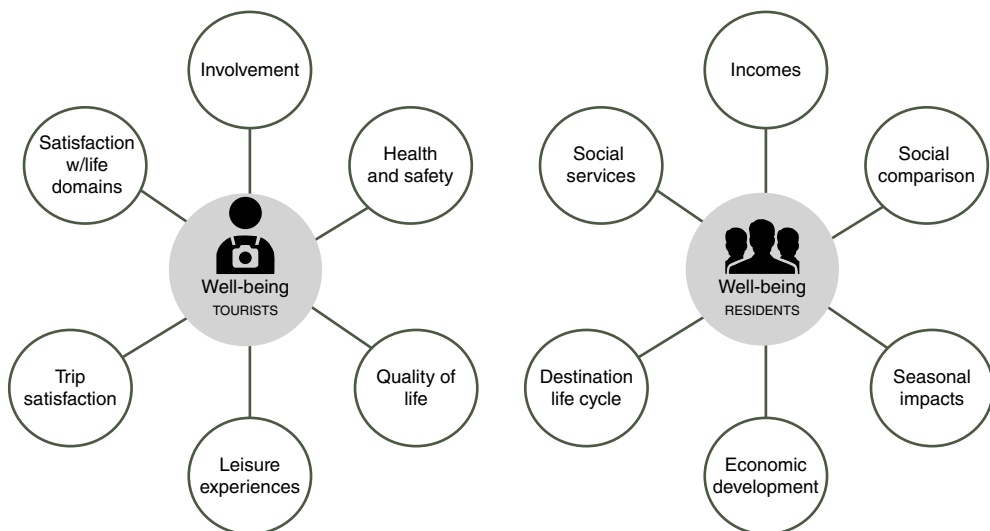 Involvement
Satisfaction
w/life
domains
Health
and safety
Well-being
TOURISTS
Trip
satisfaction
Quality of
life
Leisure
experiences
Incomes
Social
services
Social
comparison
Well-being
RESIDENTS
Destination
life cycle
Seasonal
impacts
Economic
development